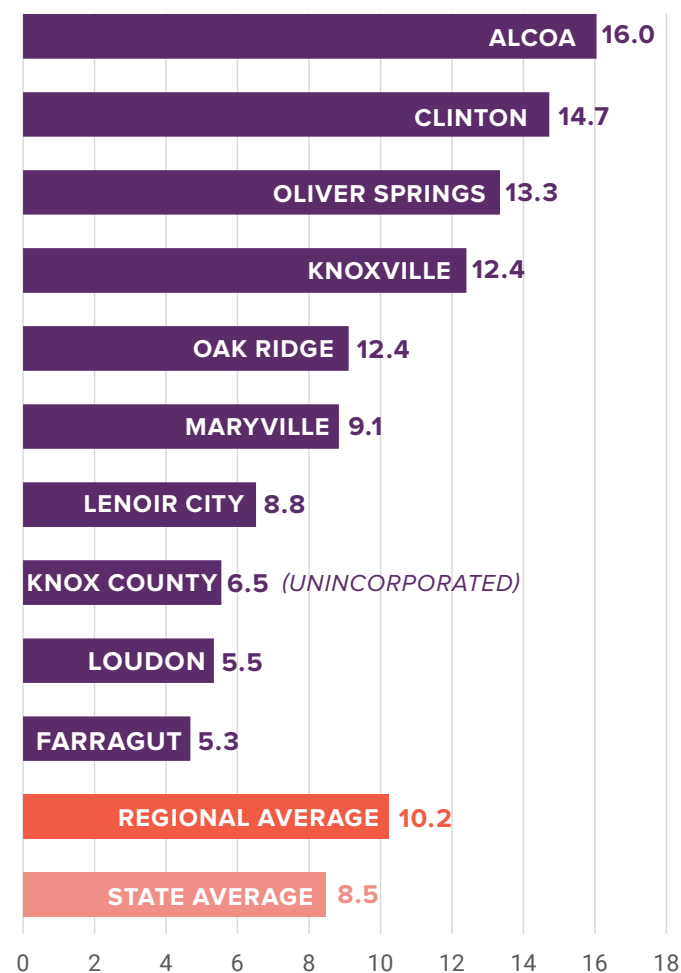 ALCOA 16.0
CLINTON 14.7
OLIVER SPRINGS 13.3
KNOXVILLE 12.4
OAK RIDGE 12.4
MARYVILLE 9.1
LENOIR CITY 8.8
KNOX COUNTY 6.5 (UNINCORPORATED)
LOUDON 5.5
FARRAGUT 5.3
REGIONAL AVERAGE 10.2
STATE AVERAGE 8.5
0 2 4 6 8 10 12 14 16 18